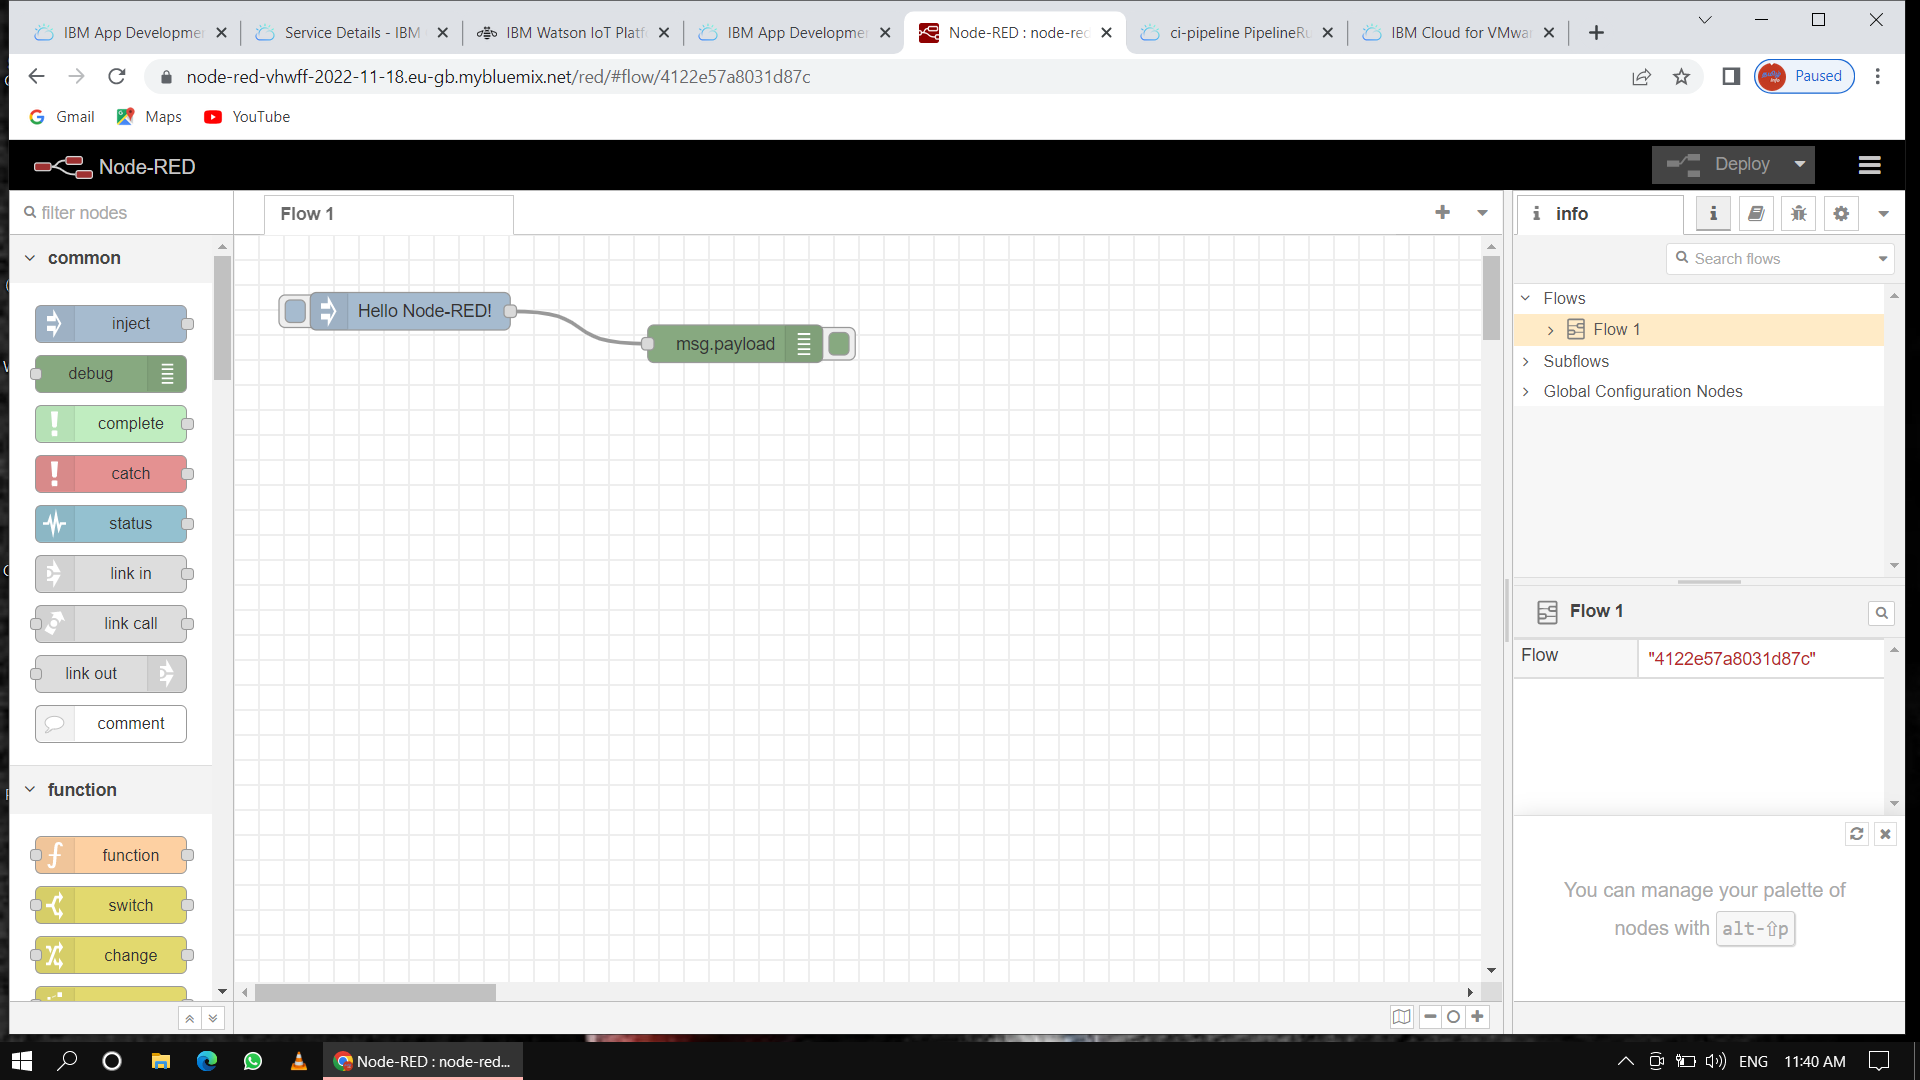 IBM App Developmen
Service Details - IBM
IBM Watson IoT Platf
IBM App Developmen
Node-RED : node-red
ci-pipeline PipelineRu
IBM Cloud for VMwar
node-red-vhwff-2022-11-18.eu-gb.mybluemix.net/red/#flow/4122e57a8031d87c
Paused
Gmail
Maps
YouTube
Node-RED
Deploy
filter nodes
Flow 1
info
common
Search flows
inject
debug
complete
catch
status
link in
link call
link out
comment
function
function
switch
change
Hello Node-RED!
msg.payload
Flows
Flow 1
Subflows
Global Configuration Nodes
Flow 1
Flow
"4122e57a8031d87c"
You can manage your palette of
nodes with alt-⇧p
Node-RED : node-red...
ENG
11:40 AM